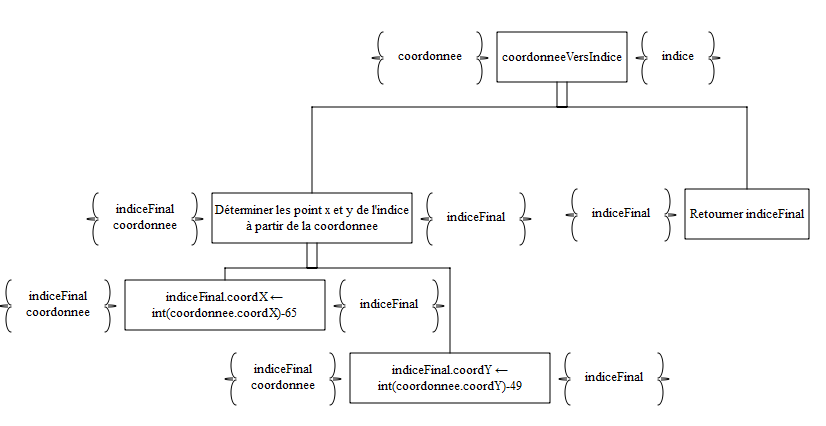 coordonnee
coordonneeVersIndice
indice
indiceFinal
coordonnee
Déterminer les point x et y de l'indice
à partir de la coordonnee
indiceFinal
indiceFinal
Retourner indiceFinal
indiceFinal
coordonnee
indiceFinal.coordX ←
int(coordonnee.coordX)-65
indiceFinal
indiceFinal
coordonnee
indiceFinal.coordY ←
int(coordonnee.coordY)-49
indiceFinal